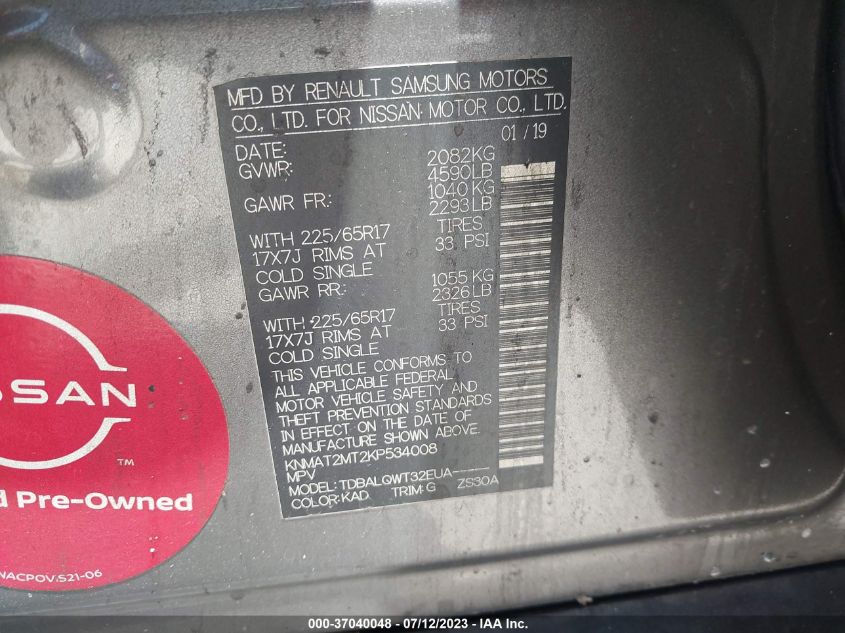 MFD BY RENAULT SAMSUNG MOTORS
CO., LTD. FOR NISSAN MOTOR CO., LTD.
DATE: 01 / 19
GVWR: 2082KG
4590LB
GAWR FR: 1040 KG
2293LB
WITH 225/65R17 TIRES
17X7J RIMS AT 33 PSI
COLD SINGLE
GAWR RR: 1055 KG
2326LB
WITH 225/65R17 TIRES
17X7J RIMS AT 33 PSI
COLD SINGLE
THIS VEHICLE CONFORMS TO
ALL APPLICABLE FEDERAL
MOTOR VEHICLE SAFETY AND
THEFT PREVENTION STANDARDS
IN EFFECT ON THE DATE OF
MANUFACTURE SHOWN ABOVE.
KNMAT2MT2KP534008
MPV
MODEL: TDBALQWT32EUA-----
COLOR: KAD TRIM: G ZS30A
SSAN
TM
d Pre-Owned
NACPOV.S21-06
000-37040048 - 07/12/2023 - IAA Inc.